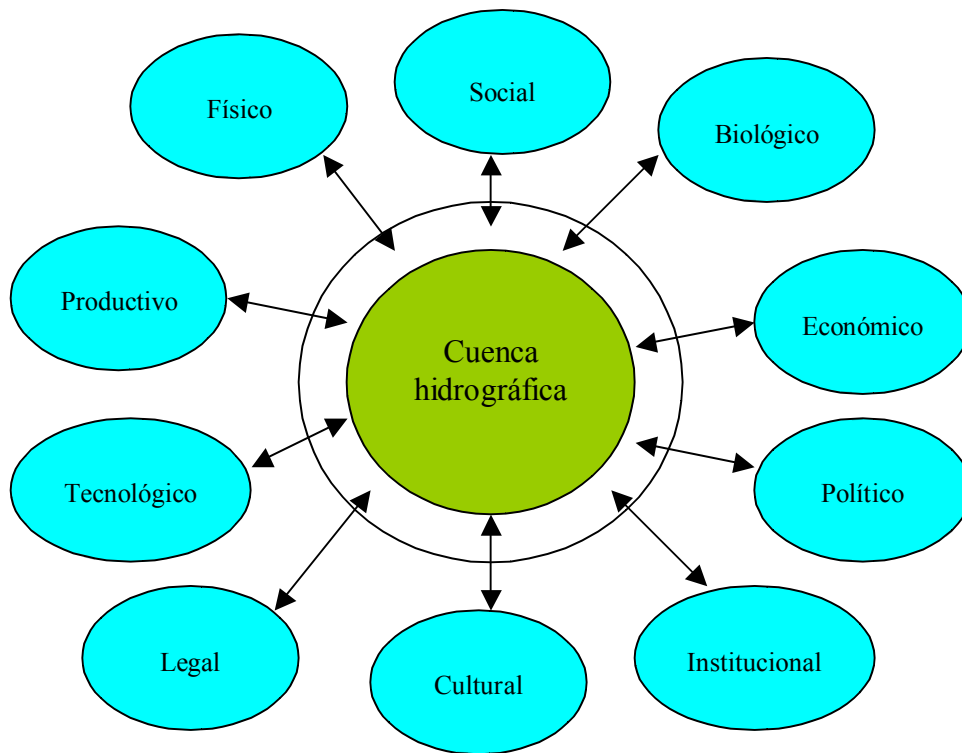 Físico
Social
Biológico
Productivo
Económico
Cuenca
hidrográfica
Tecnológico
Político
Legal
Cultural
Institucional